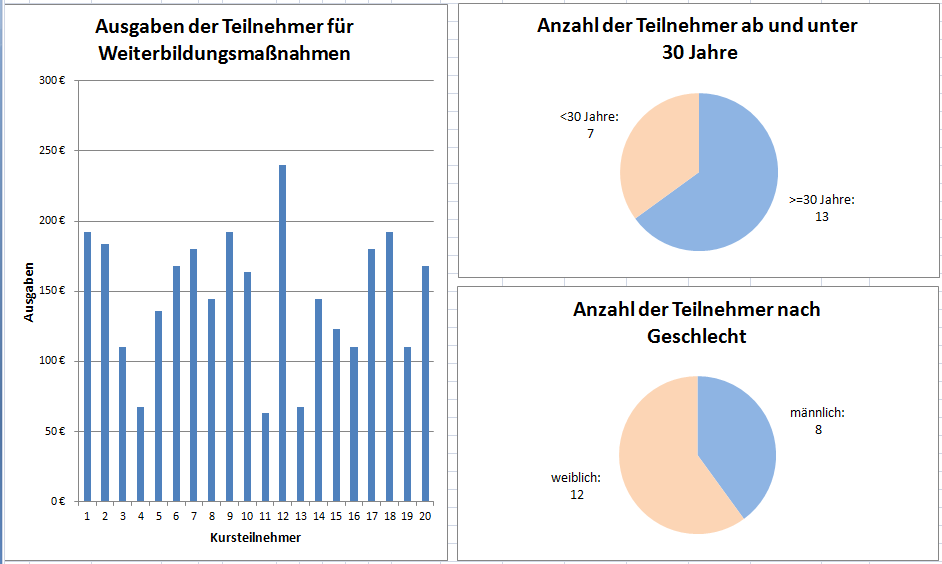 Ausgaben der Teilnehmer für
Weiterbildungsmaßnahmen
300 €
250 €
200 €
150 €
100 €
50 €
0 €
Ausgaben
1 2 3 4 5 6 7 8 9 10 11 12 13 14 15 16 17 18 19 20
Kursteilnehmer
Anzahl der Teilnehmer ab und unter
30 Jahre
<30 Jahre:
7
>=30 Jahre:
13
Anzahl der Teilnehmer nach
Geschlecht
männlich:
8
weiblich:
12